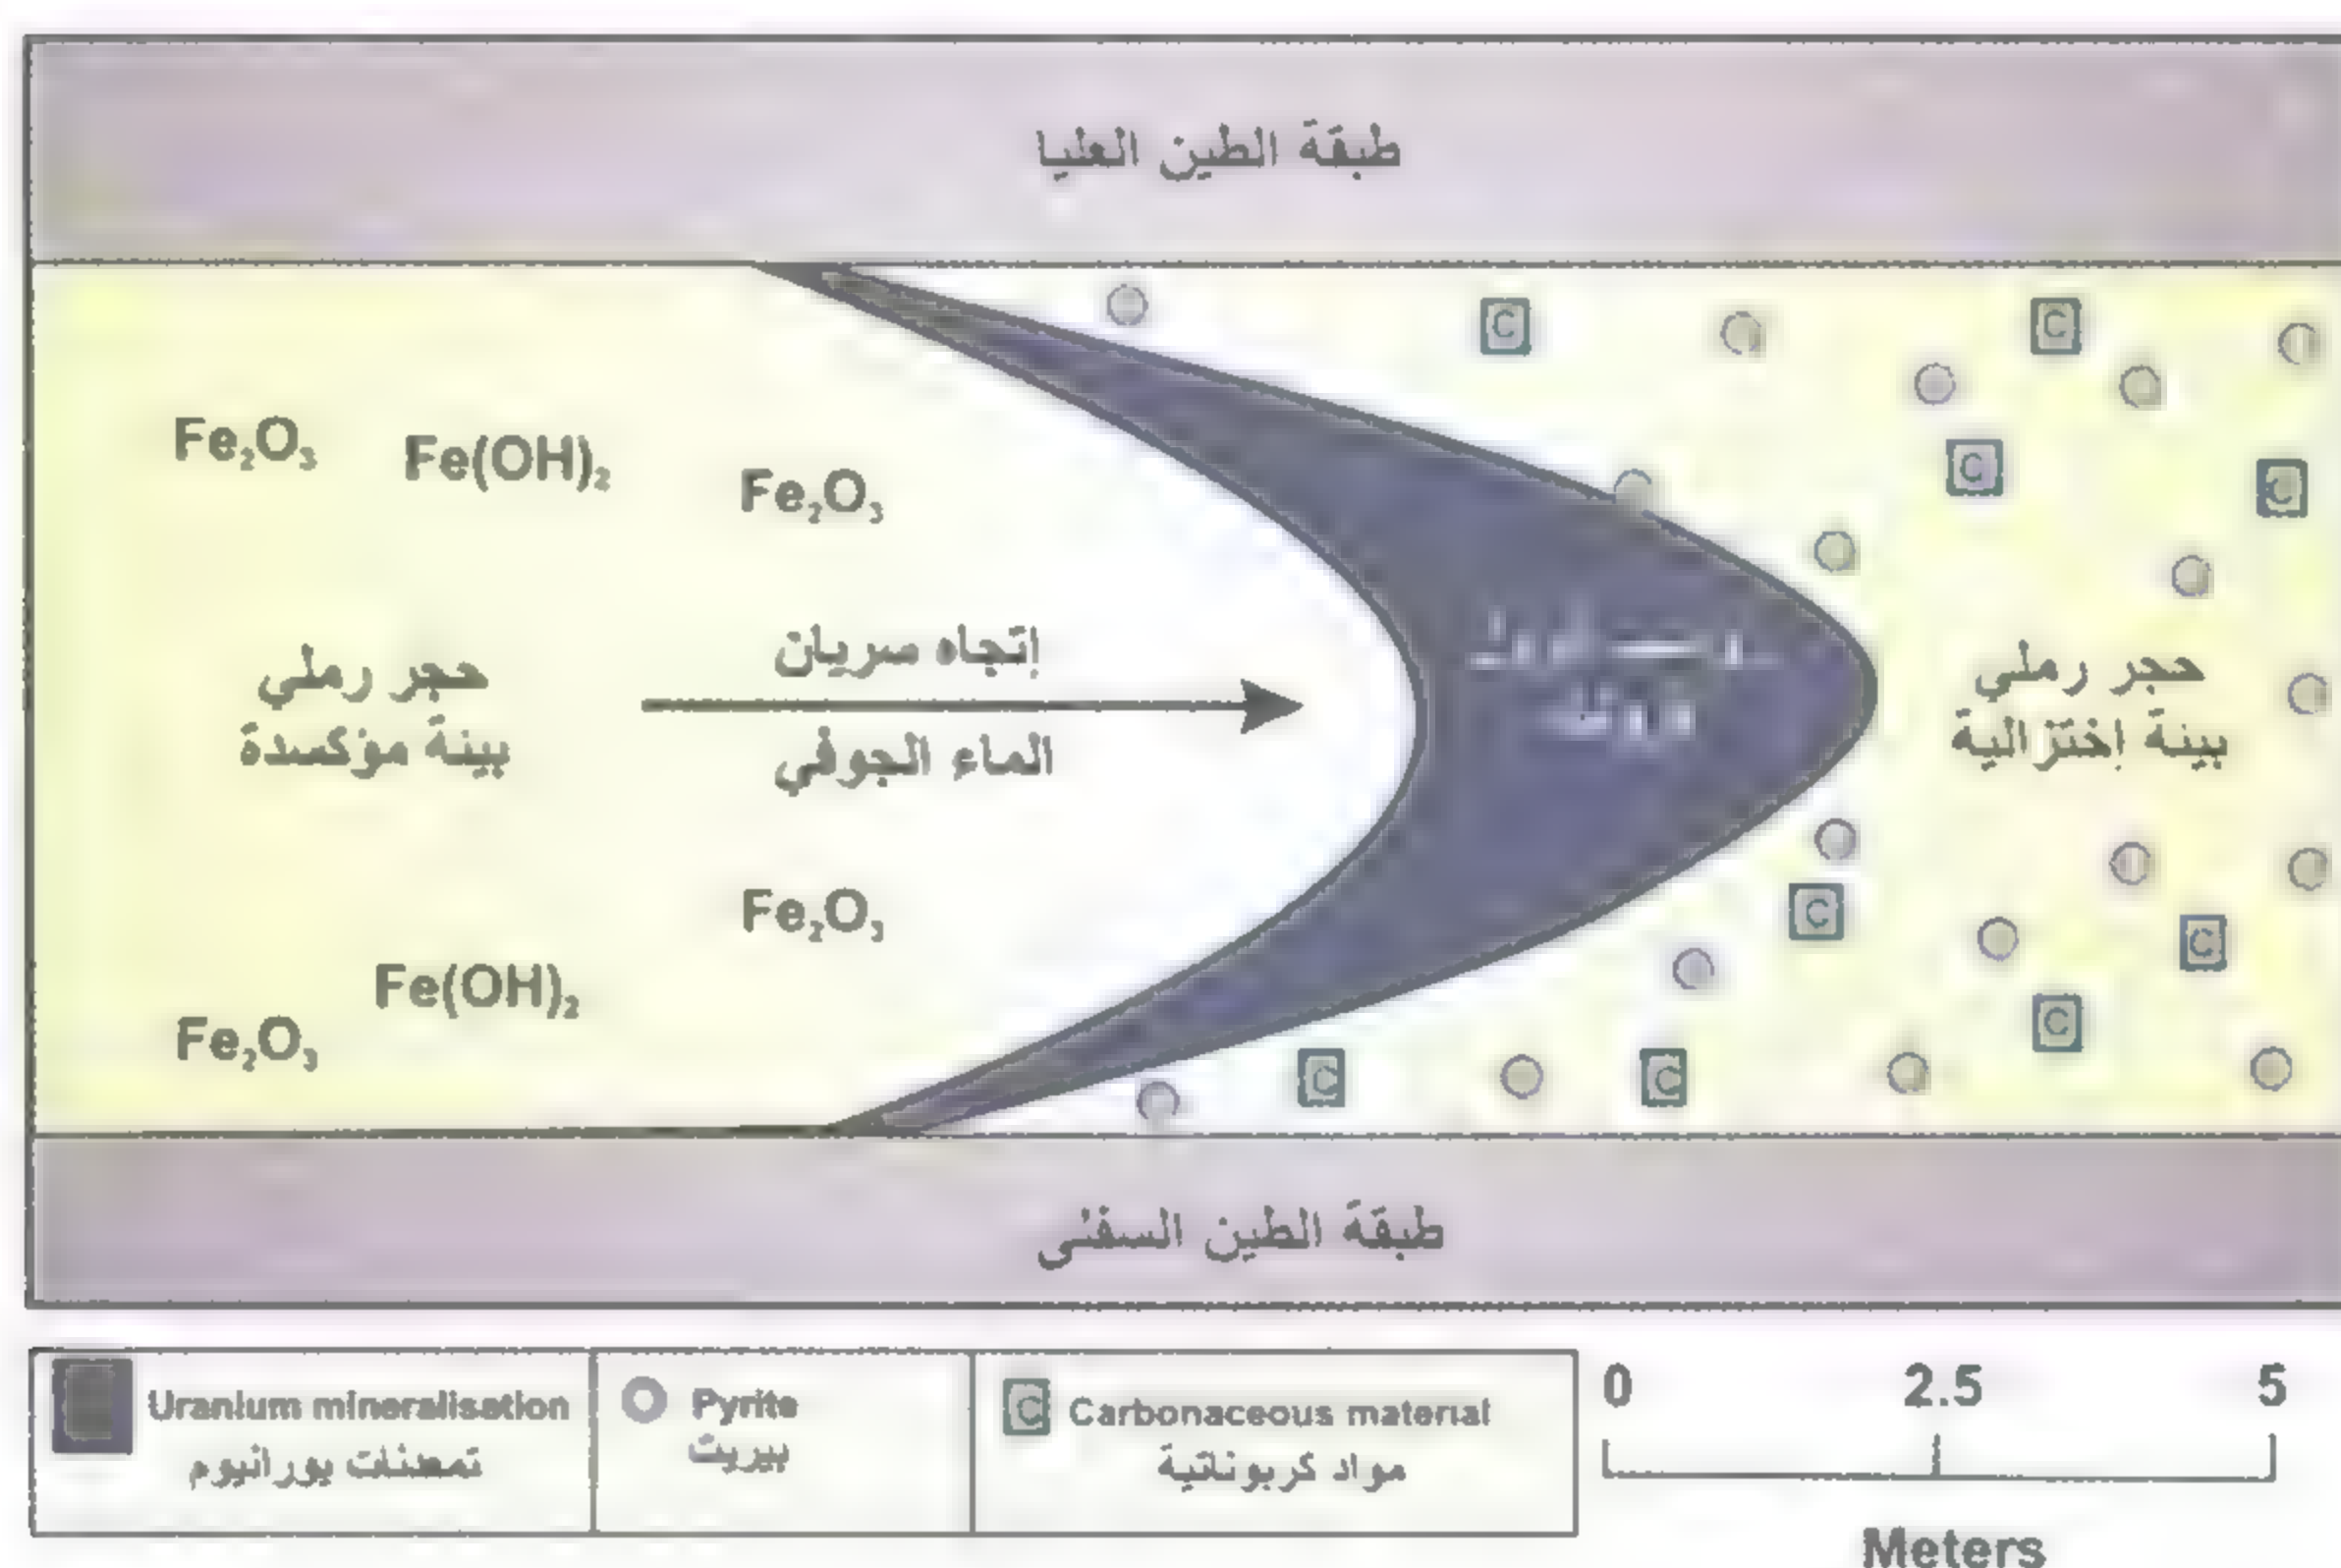 طبقة الطين العليا
Fe₂O₃
Fe(OH)₂
Fe₂O₃
حجر رملي
بينة مؤكسدة
إتجاه سريان
الماء الجوفي
حجر رملي
بينة إختزالية
Fe₂O₃
Fe(OH)₂
Fe₂O₃
طبقة الطين السفلى
Uranium mineralisation
تمعدنات يورانيوم
Pyrite
بيريت
C Carbonaceous material
مواد كربوناتية
0 2.5 5
Meters
C
C
C
C
C
C
C
C
C